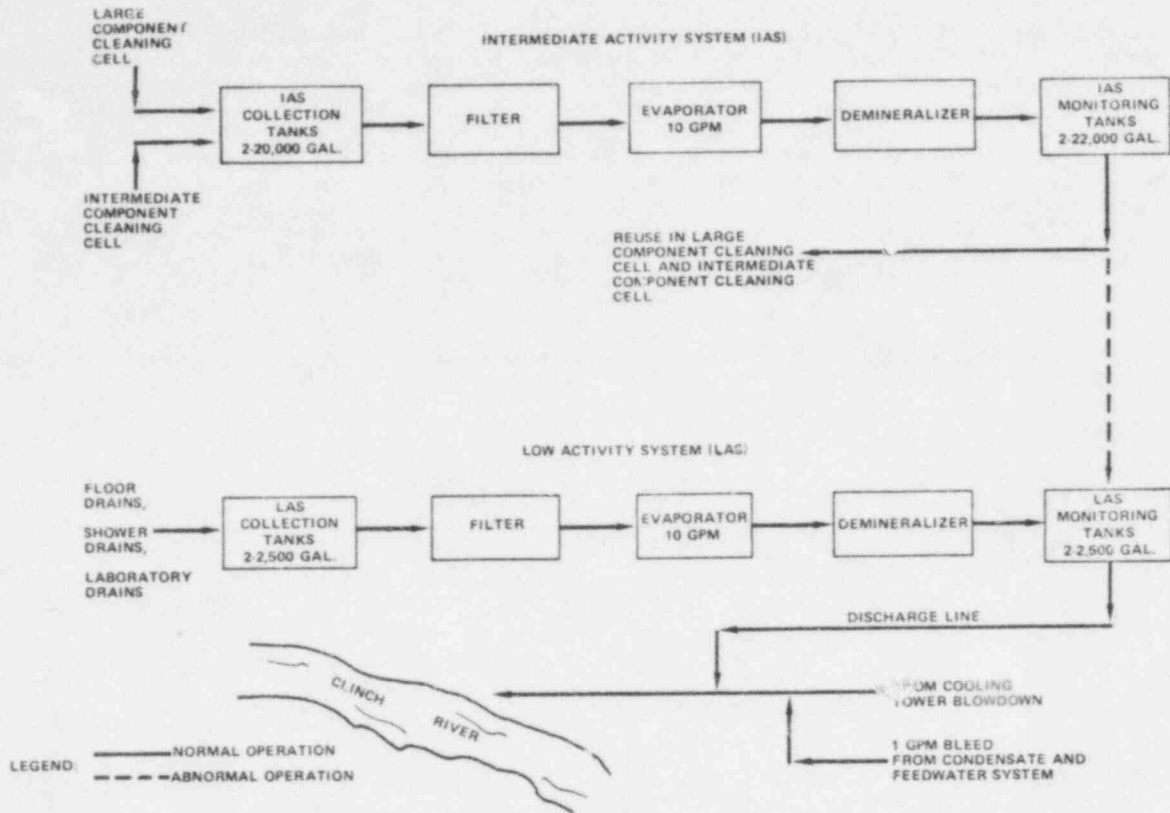 LARGE
COMPONENT
CLEANING
CELL
INTERMEDIATE ACTIVITY SYSTEM (IAS)
IAS
COLLECTION
TANKS
2-20,000 GAL.
FILTER
EVAPORATOR
10 GPM
DEMINERALIZER
IAS
MONITORING
TANKS
2-22,000 GAL.
INTERMEDIATE
COMPONENT
CLEANING
CELL
REUSE IN LARGE
COMPONENT CLEANING
CELL AND INTERMEDIATE
COMPONENT CLEANING
CELL
LOW ACTIVITY SYSTEM (LAS)
FLOOR
DRAINS,
SHOWER
DRAINS,
LABORATORY
DRAINS
LAS
COLLECTION
TANKS
2-2,500 GAL.
FILTER
EVAPORATOR
10 GPM
DEMINERALIZER
LAS
MONITORING
TANKS
2-2,500 GAL.
DISCHARGE LINE
CLINCH
RIVER
FROM COOLING
TOWER BLOWDOWN
1 GPM BLEED
FROM CONDENSATE AND
FEEDWATER SYSTEM
LEGEND:
NORMAL OPERATION
ABNORMAL OPERATION